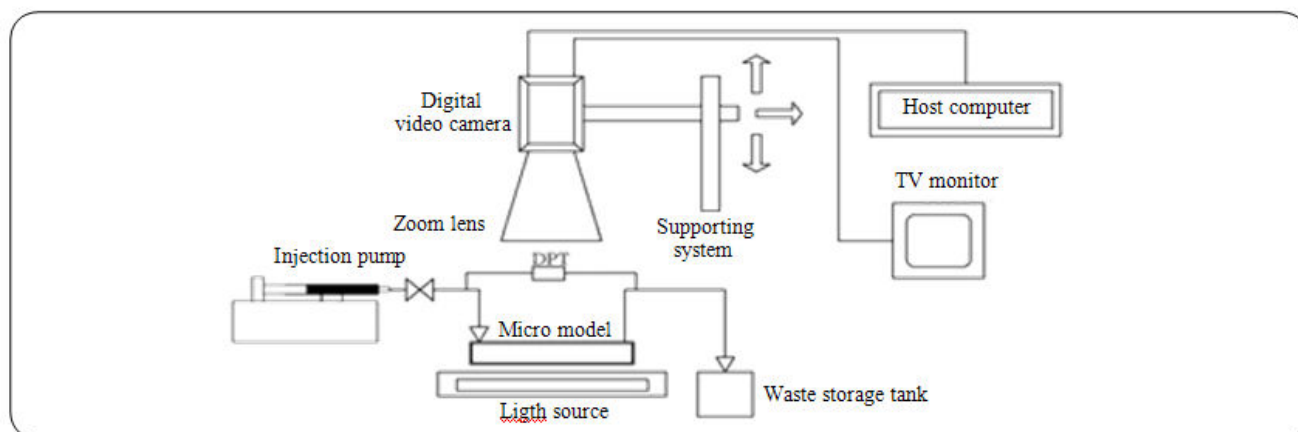 Digital
video camera
Host computer
TV monitor
Zoom lens
Supporting
system
Injection pump
DPT
Micro model
Waste storage tank
Ligth source